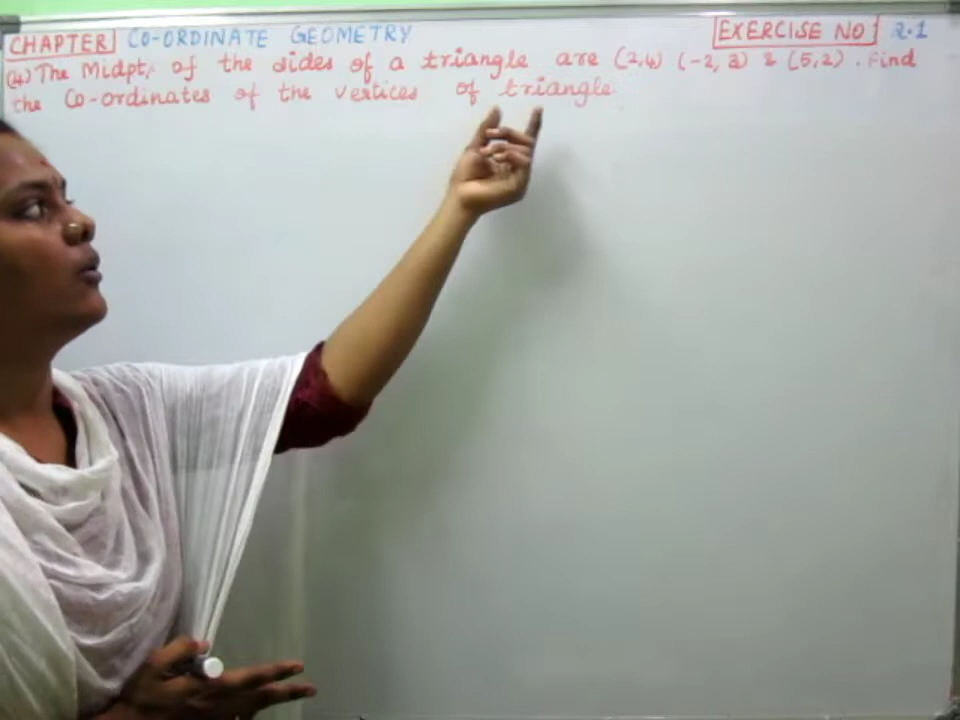 CHAPTER CO-ORDINATE GEOMETRY EXERCISE NO 2.1
(4) The Midpt, of the sides of a triangle are (2,4) (-2, 3) & (5,2). Find
the Co-ordinates of the vertices of triangle